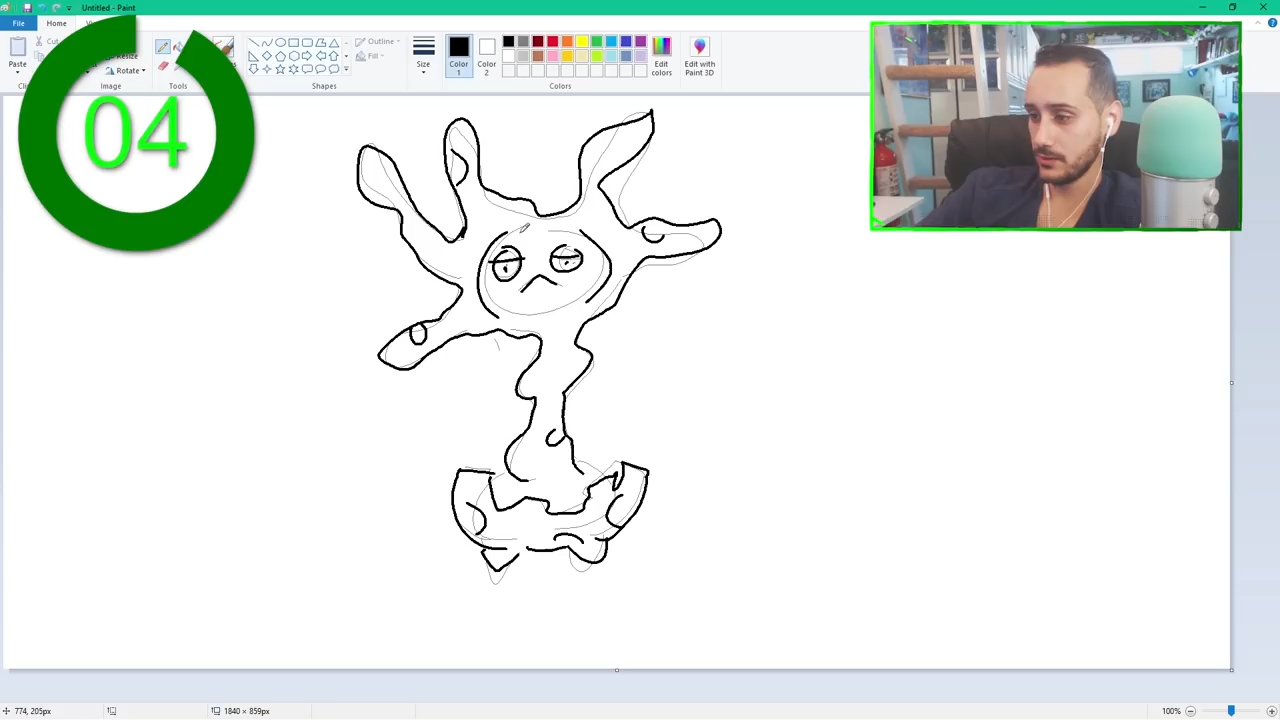 Untitled - Paint
File
Home
Paste
Rotate
Outline
Fill
Size
Color
1
Color
2
Edit
colors
Edit with
Paint 3D
Image
Tools
Shapes
Colors
04
774, 205px
1840 × 859px
100%